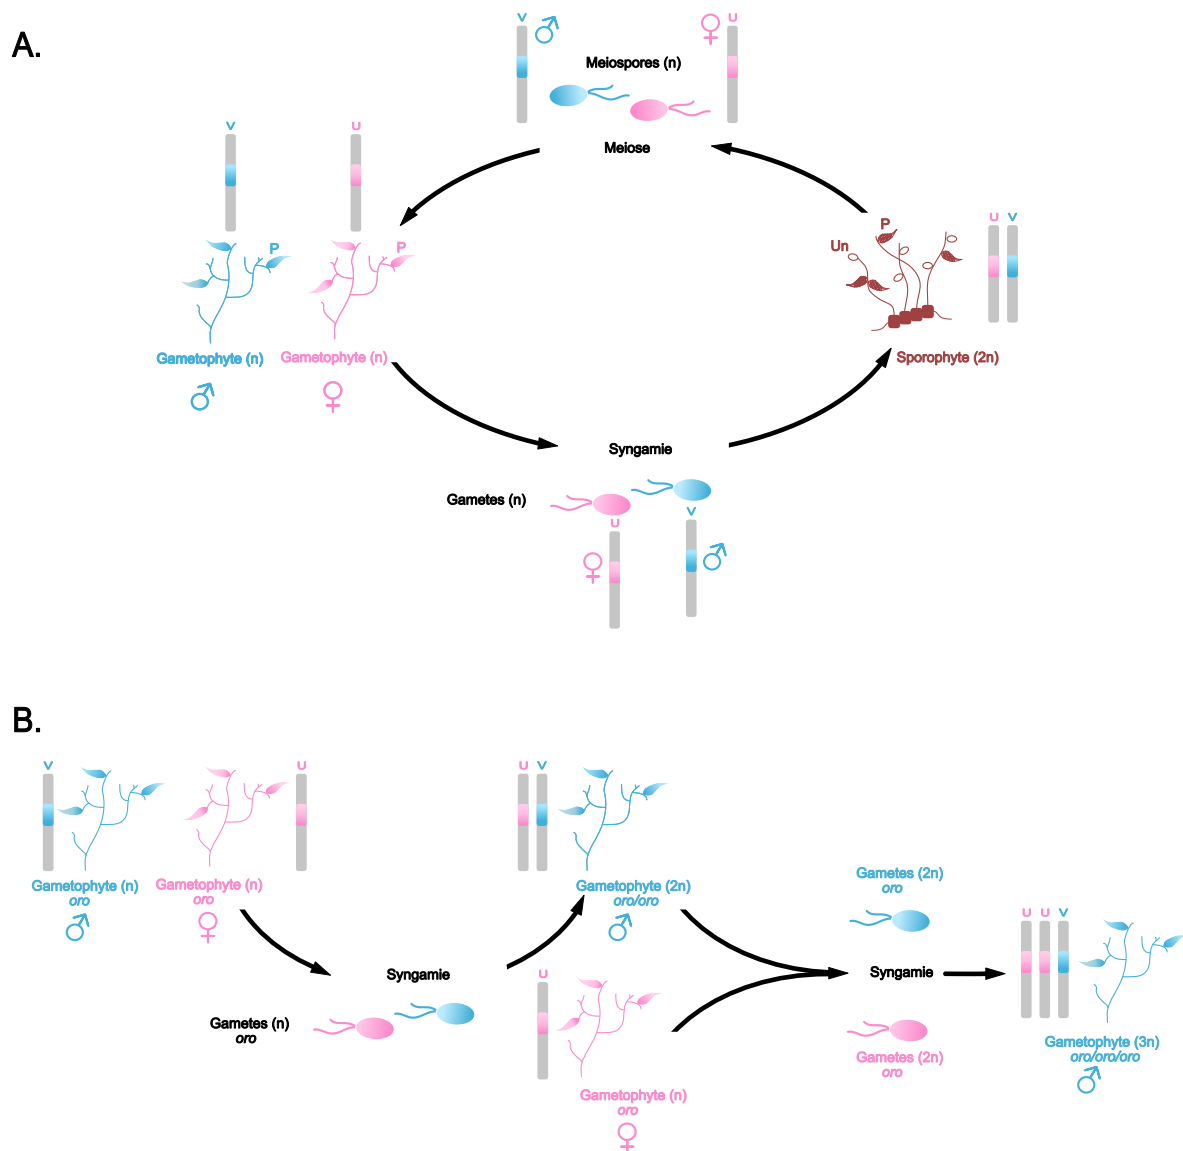 A.
V
♂
♀
U
Meiospores (n)
Meiose
V
U
P
P
Gametophyte (n)
Gametophyte (n)
♂
♀
Un
P
U
V
Sporophyte (2n)
Syngamie
Gametes (n)
U
V
♀
♂
B.
V
U
Gametophyte (n)
oro
♂
Gametophyte (n)
oro
♀
Syngamie
Gametes (n)
oro
U
V
Gametophyte (2n)
oro/oro
♂
U
Gametophyte (n)
oro
♀
Gametes (2n)
oro
Syngamie
Gametes (2n)
oro
U
U
V
Gametophyte (3n)
oro/oro/oro
♂